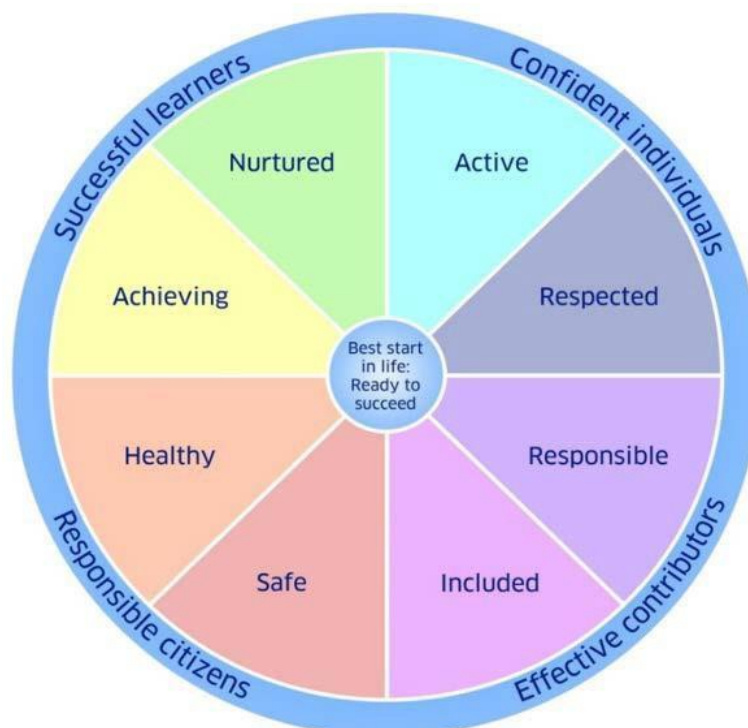 Successful learners
Confident individuals
Nurtured
Active
Achieving
Respected
Best start
in life:
Ready to
succeed
Healthy
Responsible
Safe
Included
Responsible citizens
Effective contributors